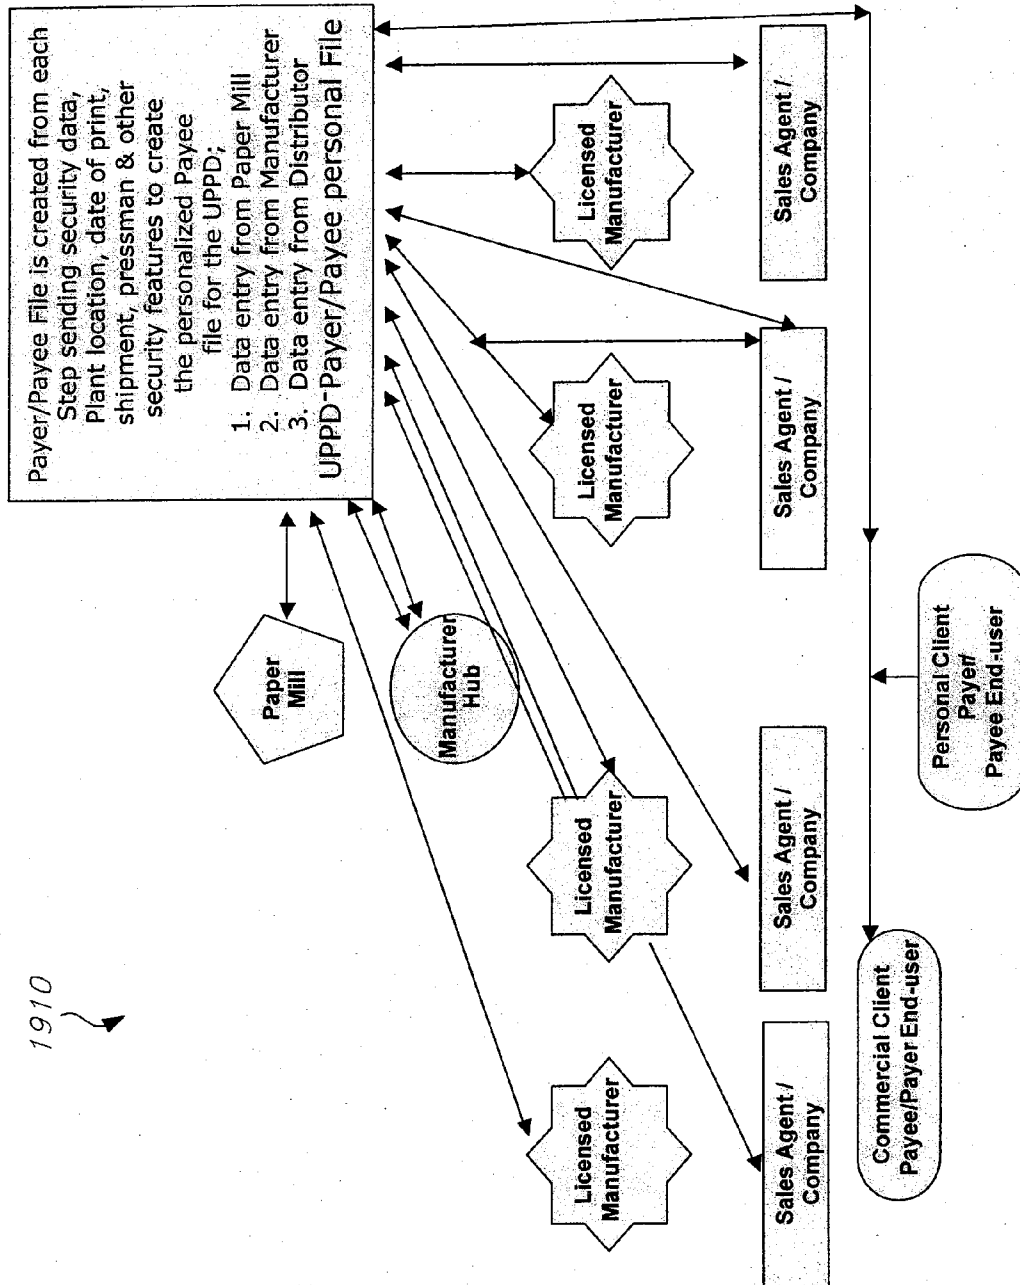 1910
Payer/Payee File is created from each
Step sending security data,
Plant location, date of print,
shipment, pressman & other
security features to create
the personalized Payee
file for the UPPD;
1. Data entry from Paper Mill
2. Data entry from Manufacturer
3. Data entry from Distributor
UPPD-Payer/Payee personal File
Paper
Mill
Manufacturer
Hub
Licensed
Manufacturer
Licensed
Manufacturer
Licensed
Manufacturer
Licensed
Manufacturer
Sales Agent /
Company
Sales Agent /
Company
Sales Agent /
Company
Sales Agent /
Company
Commercial Client
Payee/Payer End-user
Personal Client
Payer/
Payee End-user